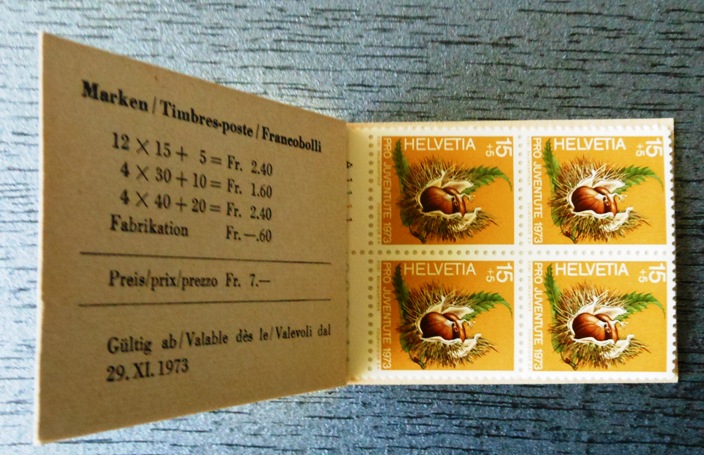 Marken / Timbres-poste / Francobolli
12 × 15 + 5 = Fr. 2.40
4 × 30 + 10 = Fr. 1.60
4 × 40 + 20 = Fr. 2.40
Fabrikation Fr. —.60
Preis/prix/prezzo Fr. 7.—
Gültig ab/Valable dès le/Valevoli dal
29. XI. 1973
HELVETIA 15 +5
PRO JUVENTUTE 1973
HELVETIA 15 +5
PRO JUVENTUTE 1973
HELVETIA 15 +5
PRO JUVENTUTE 1973
HELVETIA 15 +5
PRO JUVENTUTE 1973